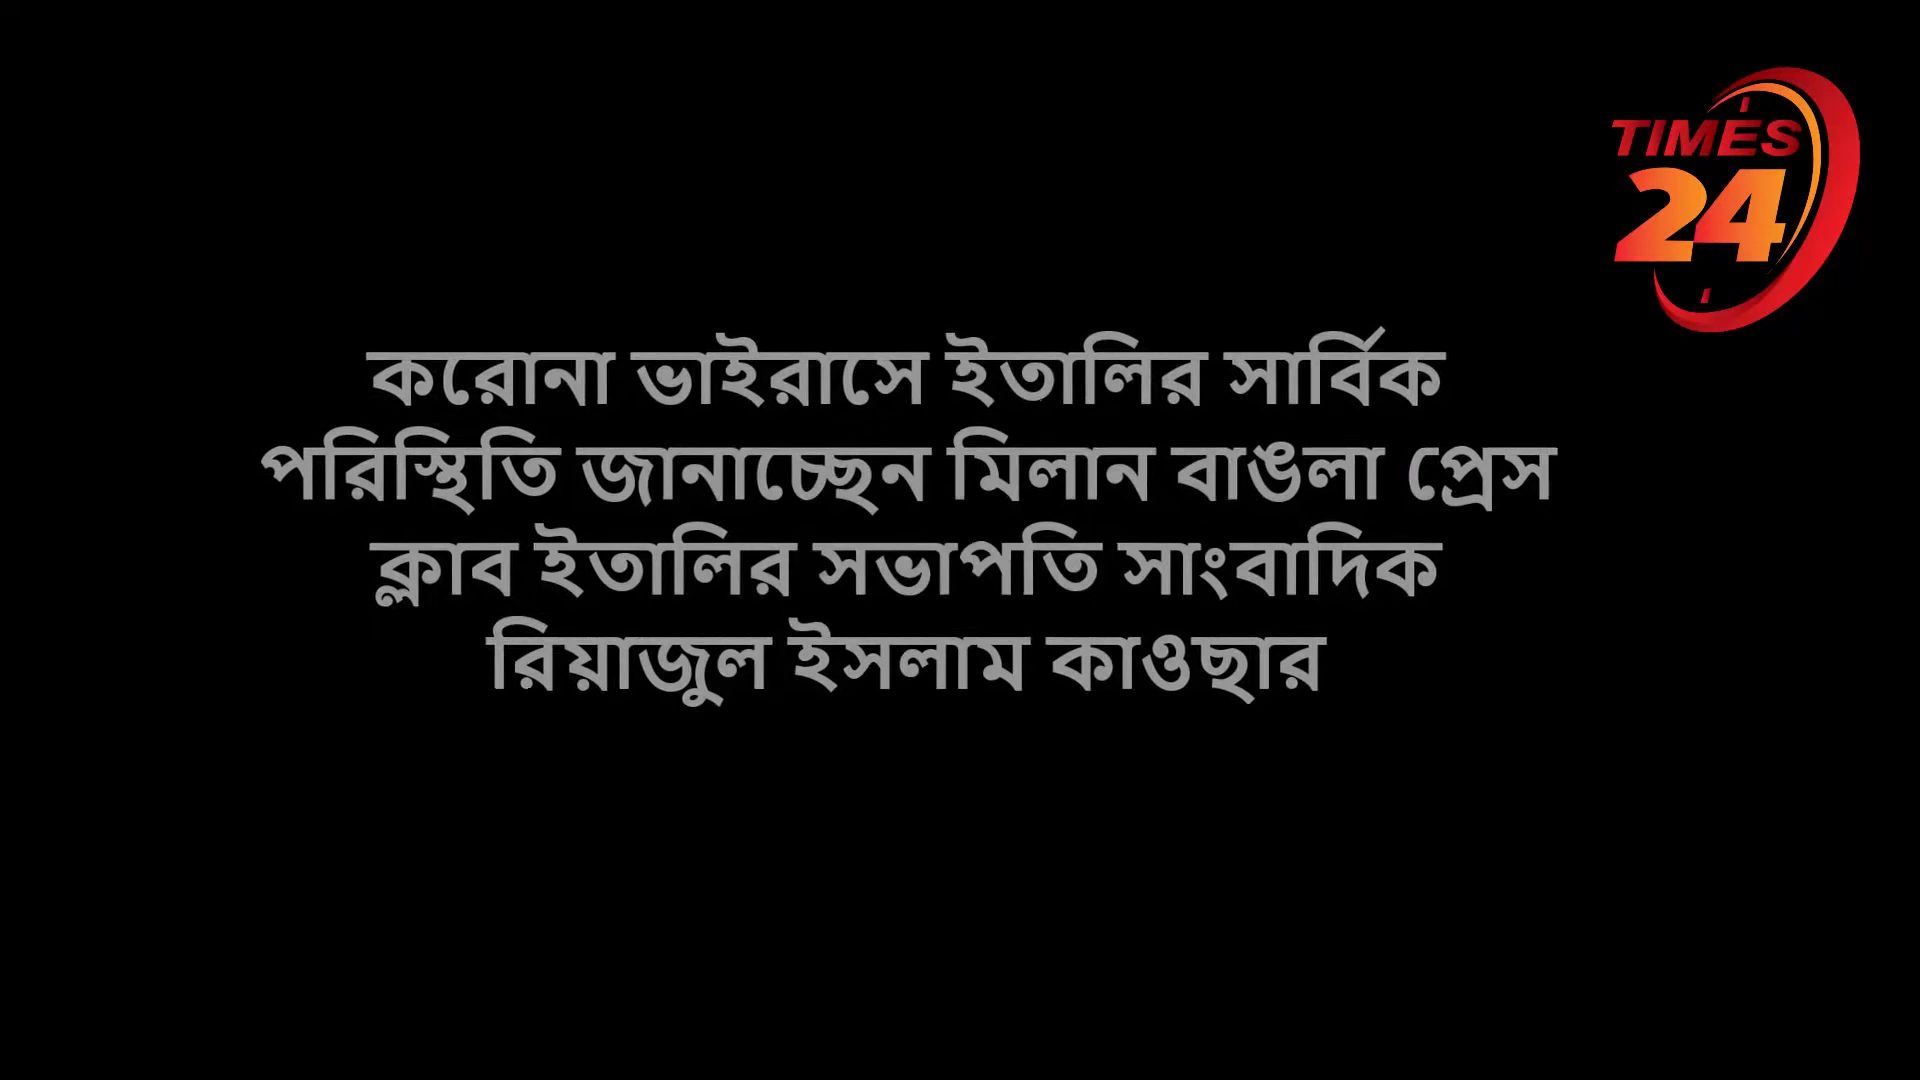 TIMES
24
করোনা ভাইরাসে ইতালির সার্বিক
পরিস্থিতি জানাচ্ছেন মিলান বাঙলা প্রেস
ক্লাব ইতালির সভাপতি সাংবাদিক
রিয়াজুল ইসলাম কাওছার